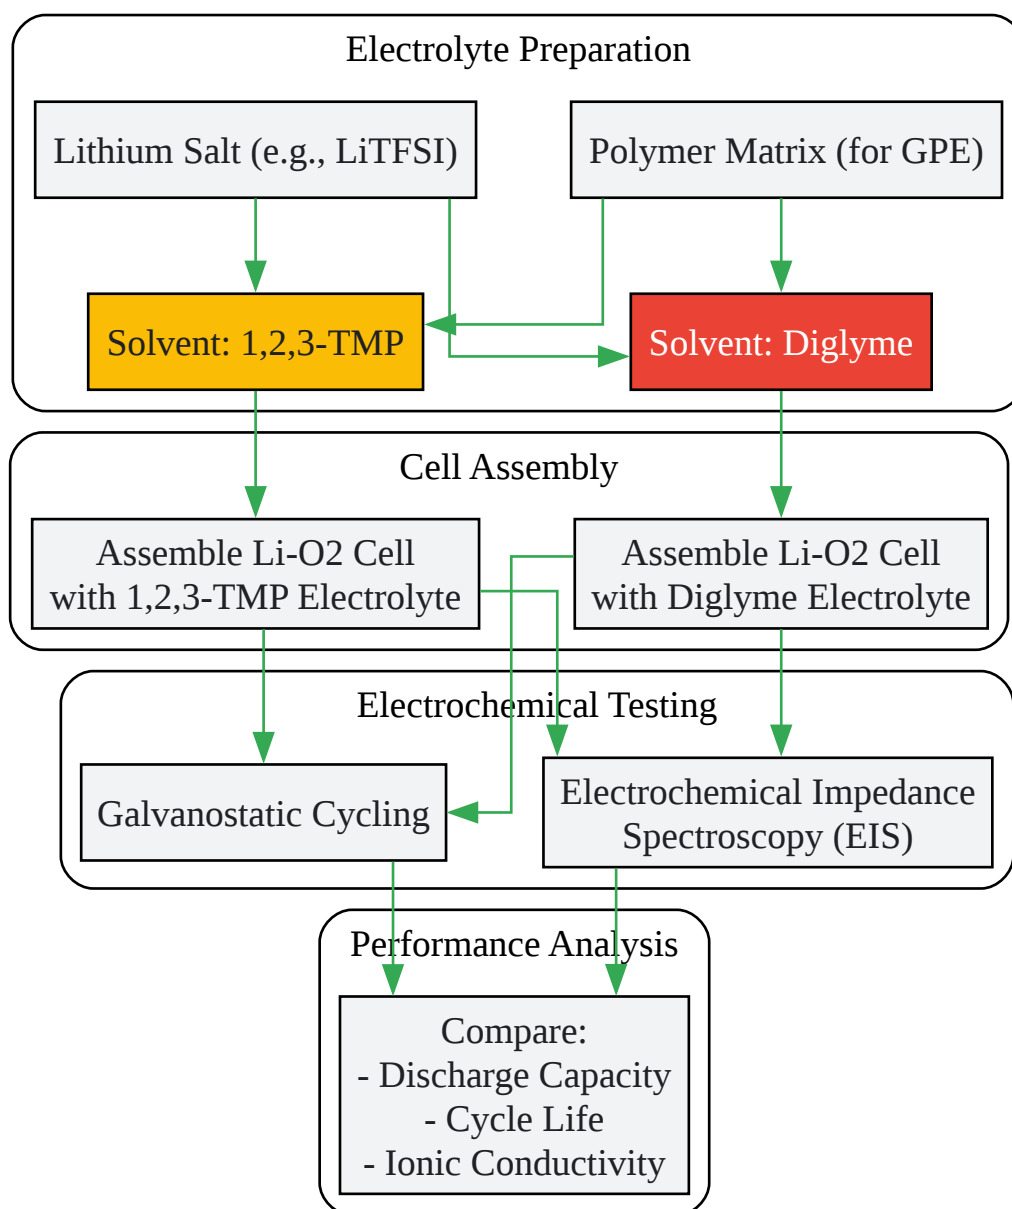 Electrolyte Preparation
Lithium Salt (e.g., LiTFSI)
Polymer Matrix (for GPE)
Solvent: 1,2,3-TMP
Solvent: Diglyme
Cell Assembly
Assemble Li-O2 Cell
with 1,2,3-TMP Electrolyte
Assemble Li-O2 Cell
with Diglyme Electrolyte
Electrochemical Testing
Galvanostatic Cycling
Electrochemical Impedance
Spectroscopy (EIS)
Performance Analysis
Compare:
- Discharge Capacity
- Cycle Life
- Ionic Conductivity